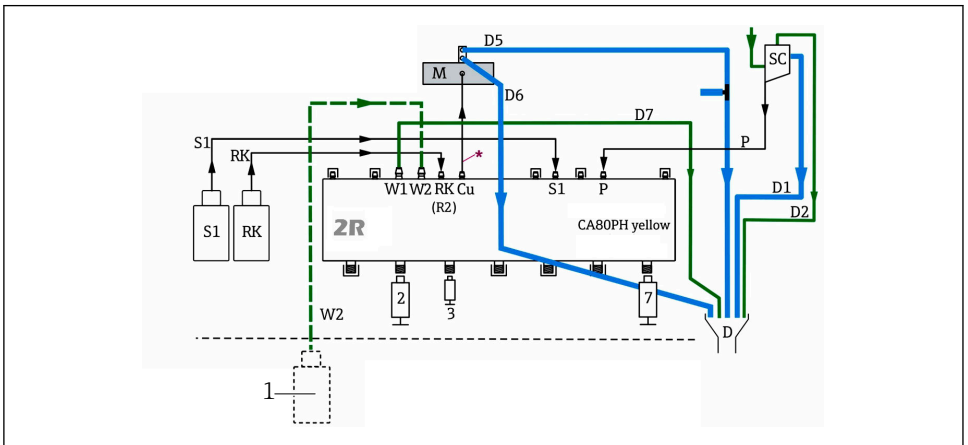 D5
SC
M
D6
D7
S1
*
P
RK
W1 W2 RK Cu S1 P
(R2)
D1
S1 RK
2R
CA80PH yellow
D2
2
3
7
W2
D
1